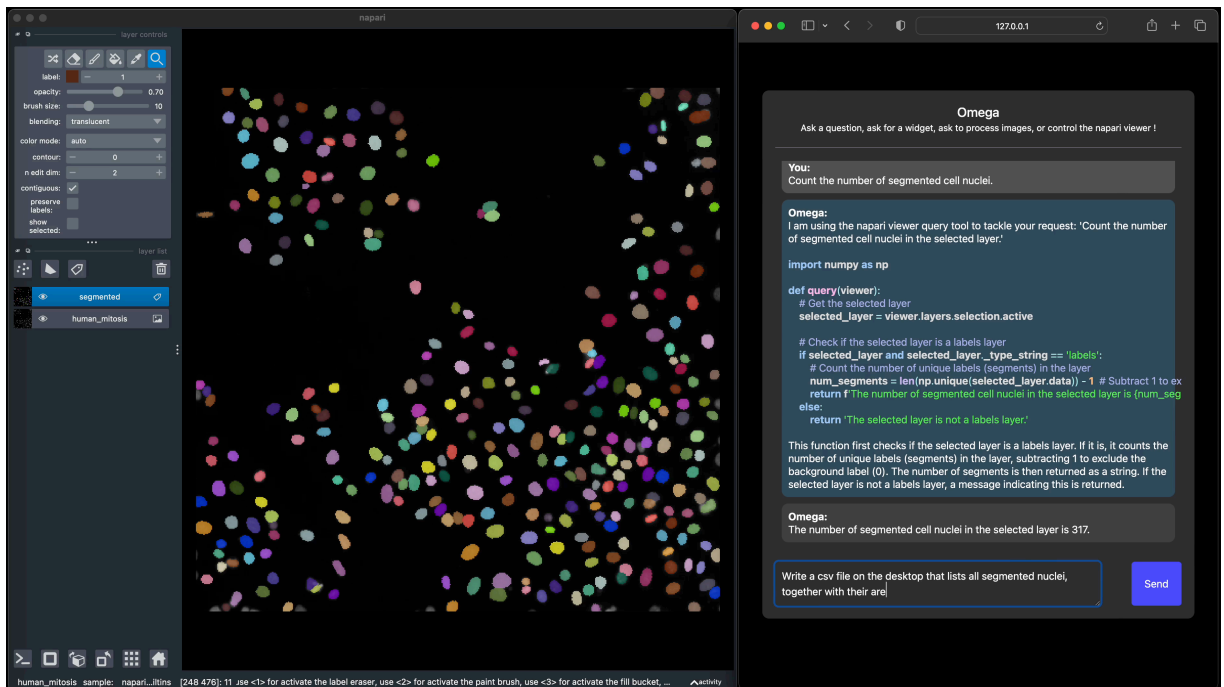 napari
layer controls
label:
1
opacity:
0.70
brush size:
10
blending:
translucent
color mode:
auto
contour:
0
n edit dim:
2
contiguous:
preserve
labels:
show
selected:
layer list
segmented
human_mitosis
human_mitosis sample: napari...iltins [248 476]: 11 use <1> for activate the label eraser, use <2> for activate the paint brush, use <3> for activate the fill bucket, ...
activity
127.0.0.1
Omega
Ask a question, ask for a widget, ask to process images, or control the napari viewer !
You:
Count the number of segmented cell nuclei.
Omega:
I am using the napari viewer query tool to tackle your request: 'Count the number
of segmented cell nuclei in the selected layer.'
import numpy as np
def query(viewer):
# Get the selected layer
selected_layer = viewer.layers.selection.active
# Check if the selected layer is a labels layer
if selected_layer and selected_layer._type_string == 'labels':
# Count the number of unique labels (segments) in the layer
num_segments = len(np.unique(selected_layer.data)) - 1 # Subtract 1 to ex
return f'The number of segmented cell nuclei in the selected layer is {num_seg
else:
return 'The selected layer is not a labels layer.'
This function first checks if the selected layer is a labels layer. If it is, it counts the
number of unique labels (segments) in the layer, subtracting 1 to exclude the
background label (0). The number of segments is then returned as a string. If the
selected layer is not a labels layer, a message indicating this is returned.
Omega:
The number of segmented cell nuclei in the selected layer is 317.
Write a csv file on the desktop that lists all segmented nuclei,
together with their are
Send